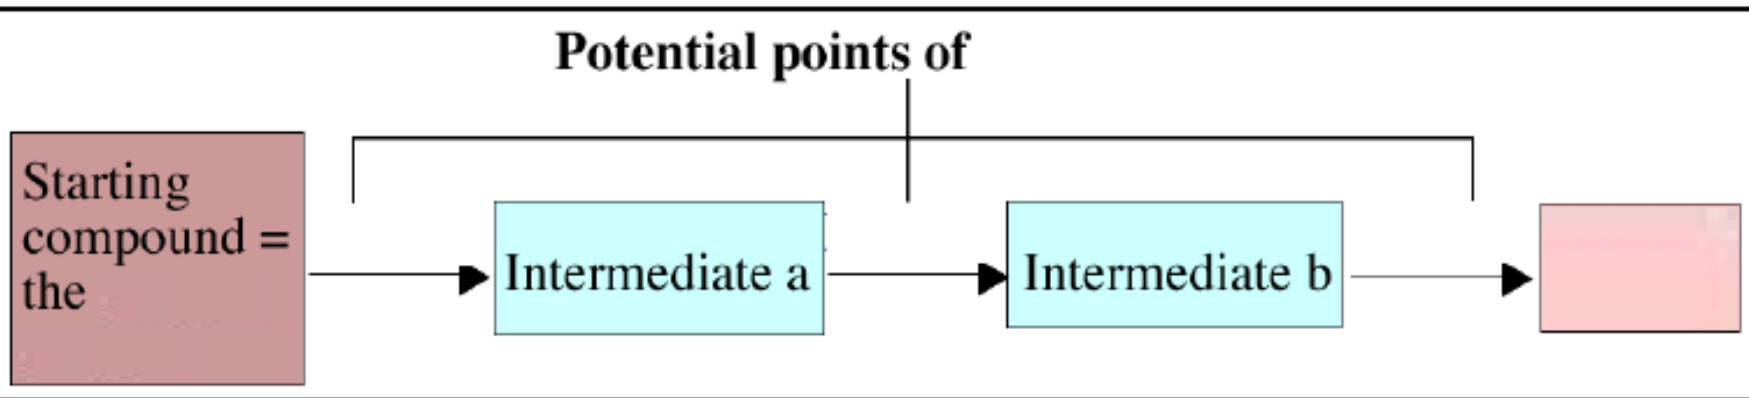 Potential points of
Starting
compound =
the
Intermediate a
Intermediate b